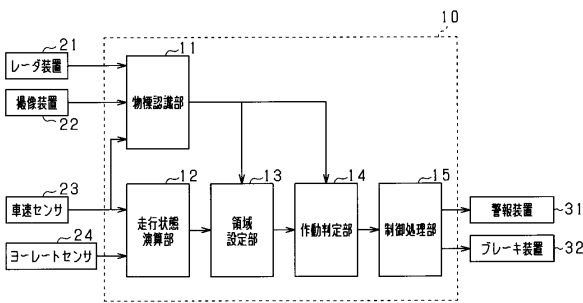 10
21
レーダ装置
11
撮像装置
22
物標認識部
23
車速センサ
12
走行状態
演算部
13
領域
設定部
14
作動判定部
15
制御処理部
警報装置
31
24
ヨーレートセンサ
ブレーキ装置
32